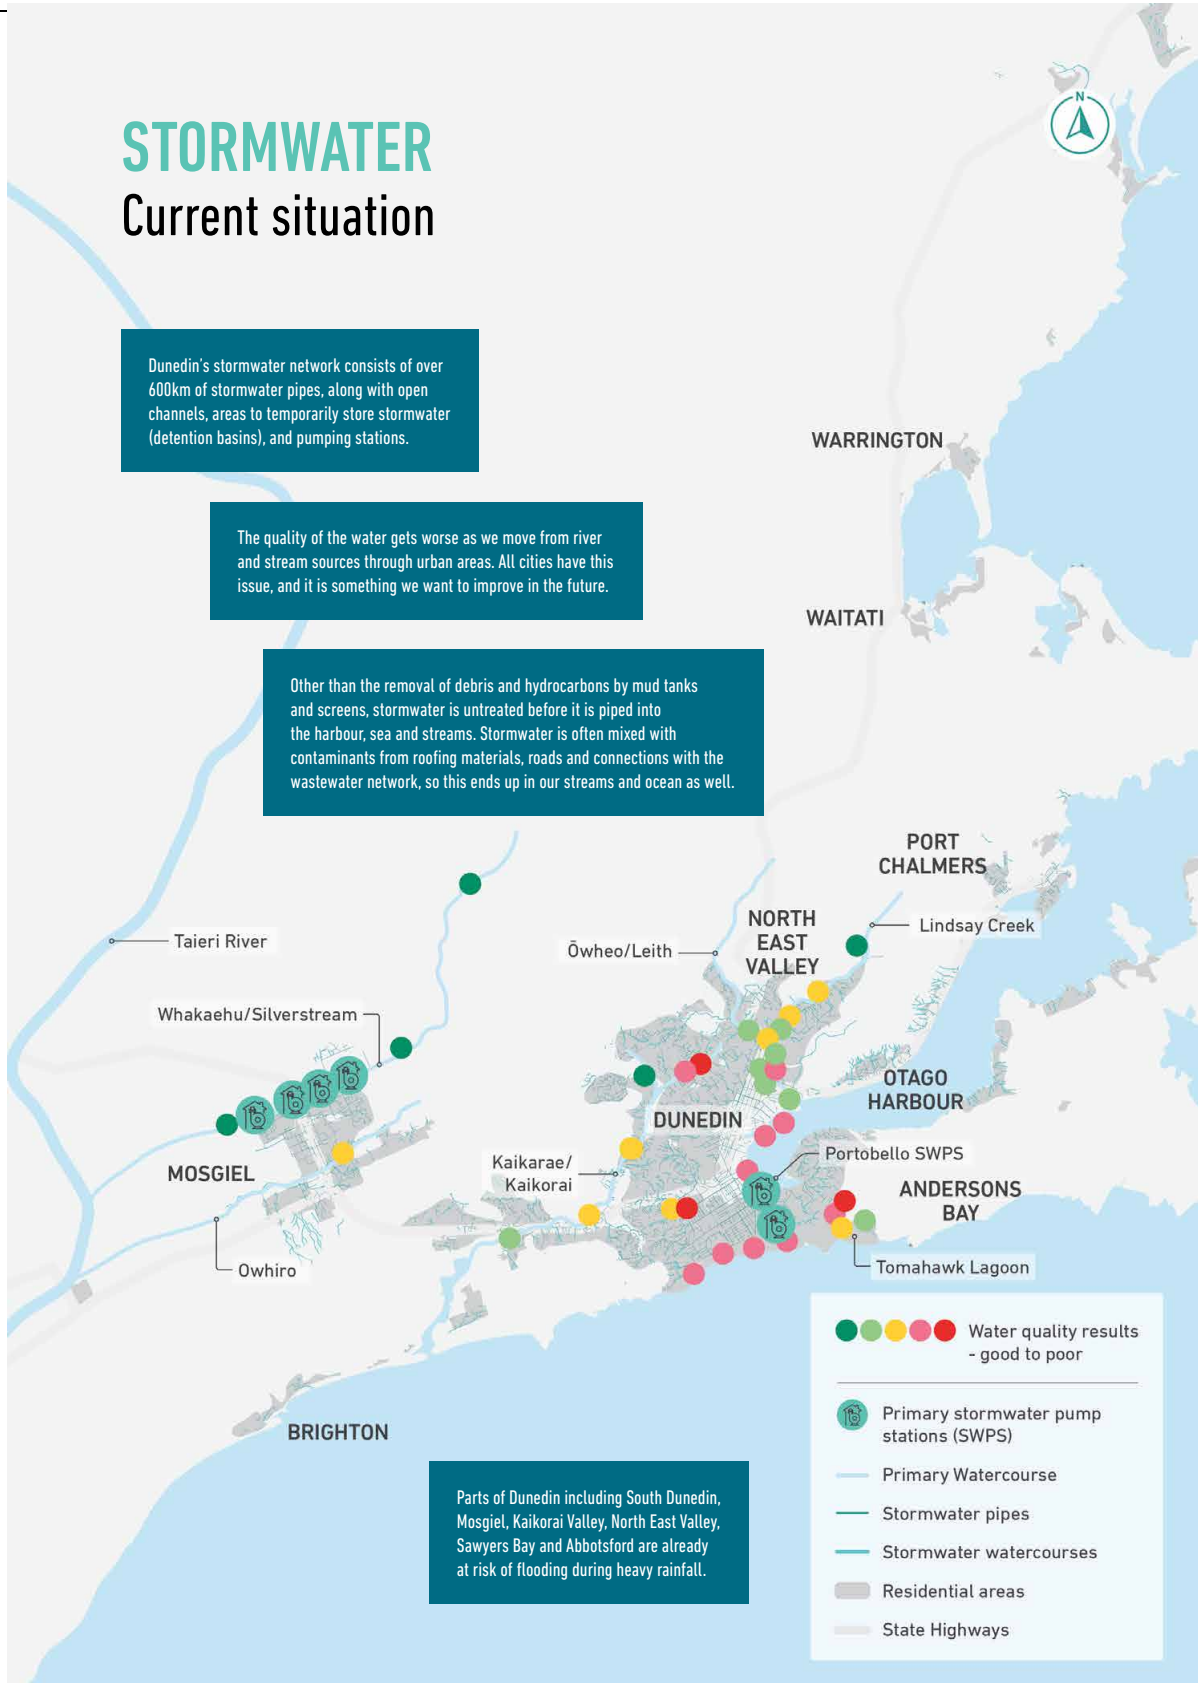 N
STORMWATER
Current situation
Dunedin's stormwater network consists of over
600km of stormwater pipes, along with open
channels, areas to temporarily store stormwater
(detention basins), and pumping stations.
WARRINGTON
The quality of the water gets worse as we move from river
and stream sources through urban areas. All cities have this
issue, and it is something we want to improve in the future.
WAITATI
Other than the removal of debris and hydrocarbons by mud tanks
and screens, stormwater is untreated before it is piped into
the harbour, sea and streams. Stormwater is often mixed with
contaminants from roofing materials, roads and connections with the
wastewater network, so this ends up in our streams and ocean as well.
PORT
CHALMERS
Taieri River
Ōwheo/Leith
NORTH
EAST
VALLEY
Lindsay Creek
Whakaehu/Silverstream
OTAGO
HARBOUR
DUNEDIN
MOSGIEL
Kaikarae/
Kaikorai
Portobello SWPS
ANDERSONS
BAY
Owhiro
Tomahawk Lagoon
Water quality results
- good to poor
Primary stormwater pump
stations (SWPS)
Primary Watercourse
Stormwater pipes
Stormwater watercourses
Residential areas
State Highways
BRIGHTON
Parts of Dunedin including South Dunedin,
Mosgiel, Kaikorai Valley, North East Valley,
Sawyers Bay and Abbotsford are already
at risk of flooding during heavy rainfall.